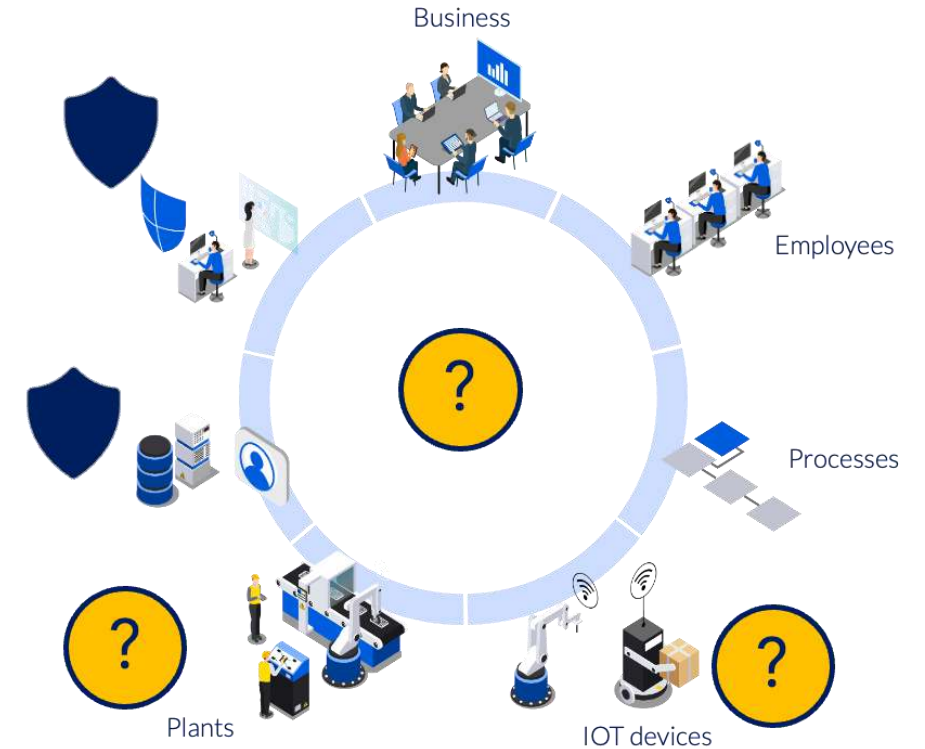 Business
Employees
?
Processes
?
?
Plants
IOT devices